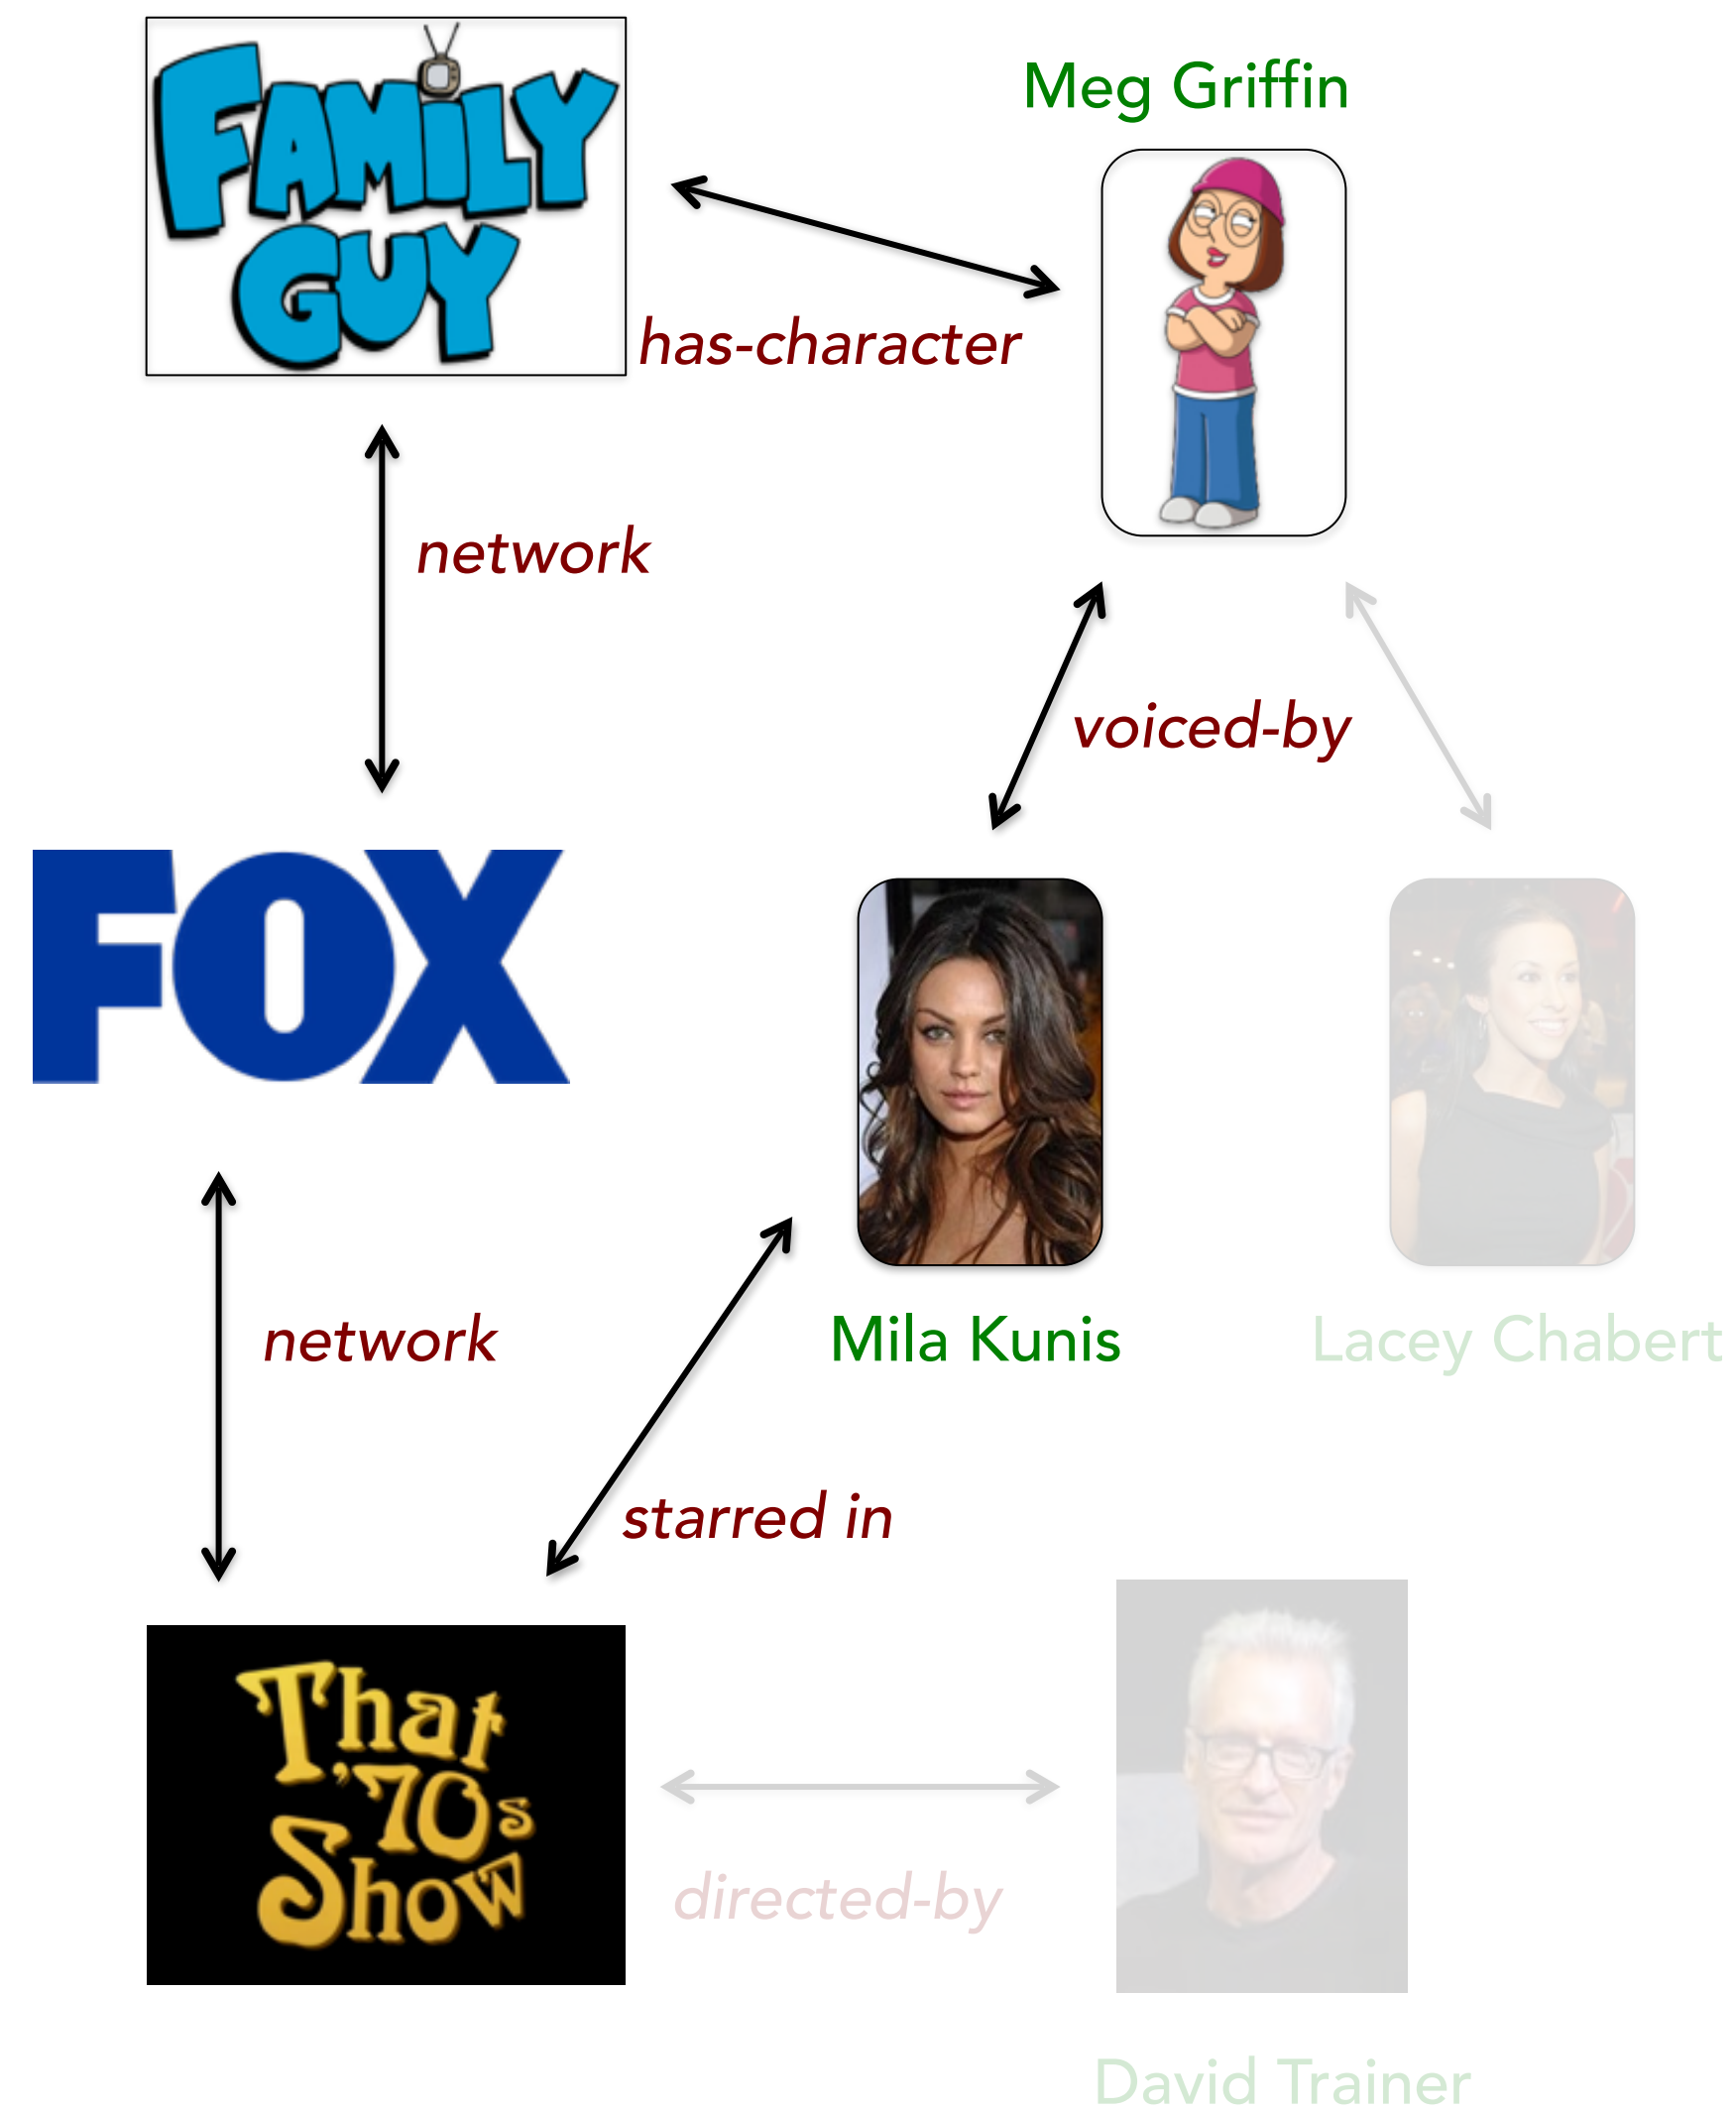 FAMILY
GUY
Meg Griffin
has-character
network
voiced-by
FOX
Mila Kunis
Lacey Chabert
network
starred in
That
'70s
Show
directed-by
David Trainer